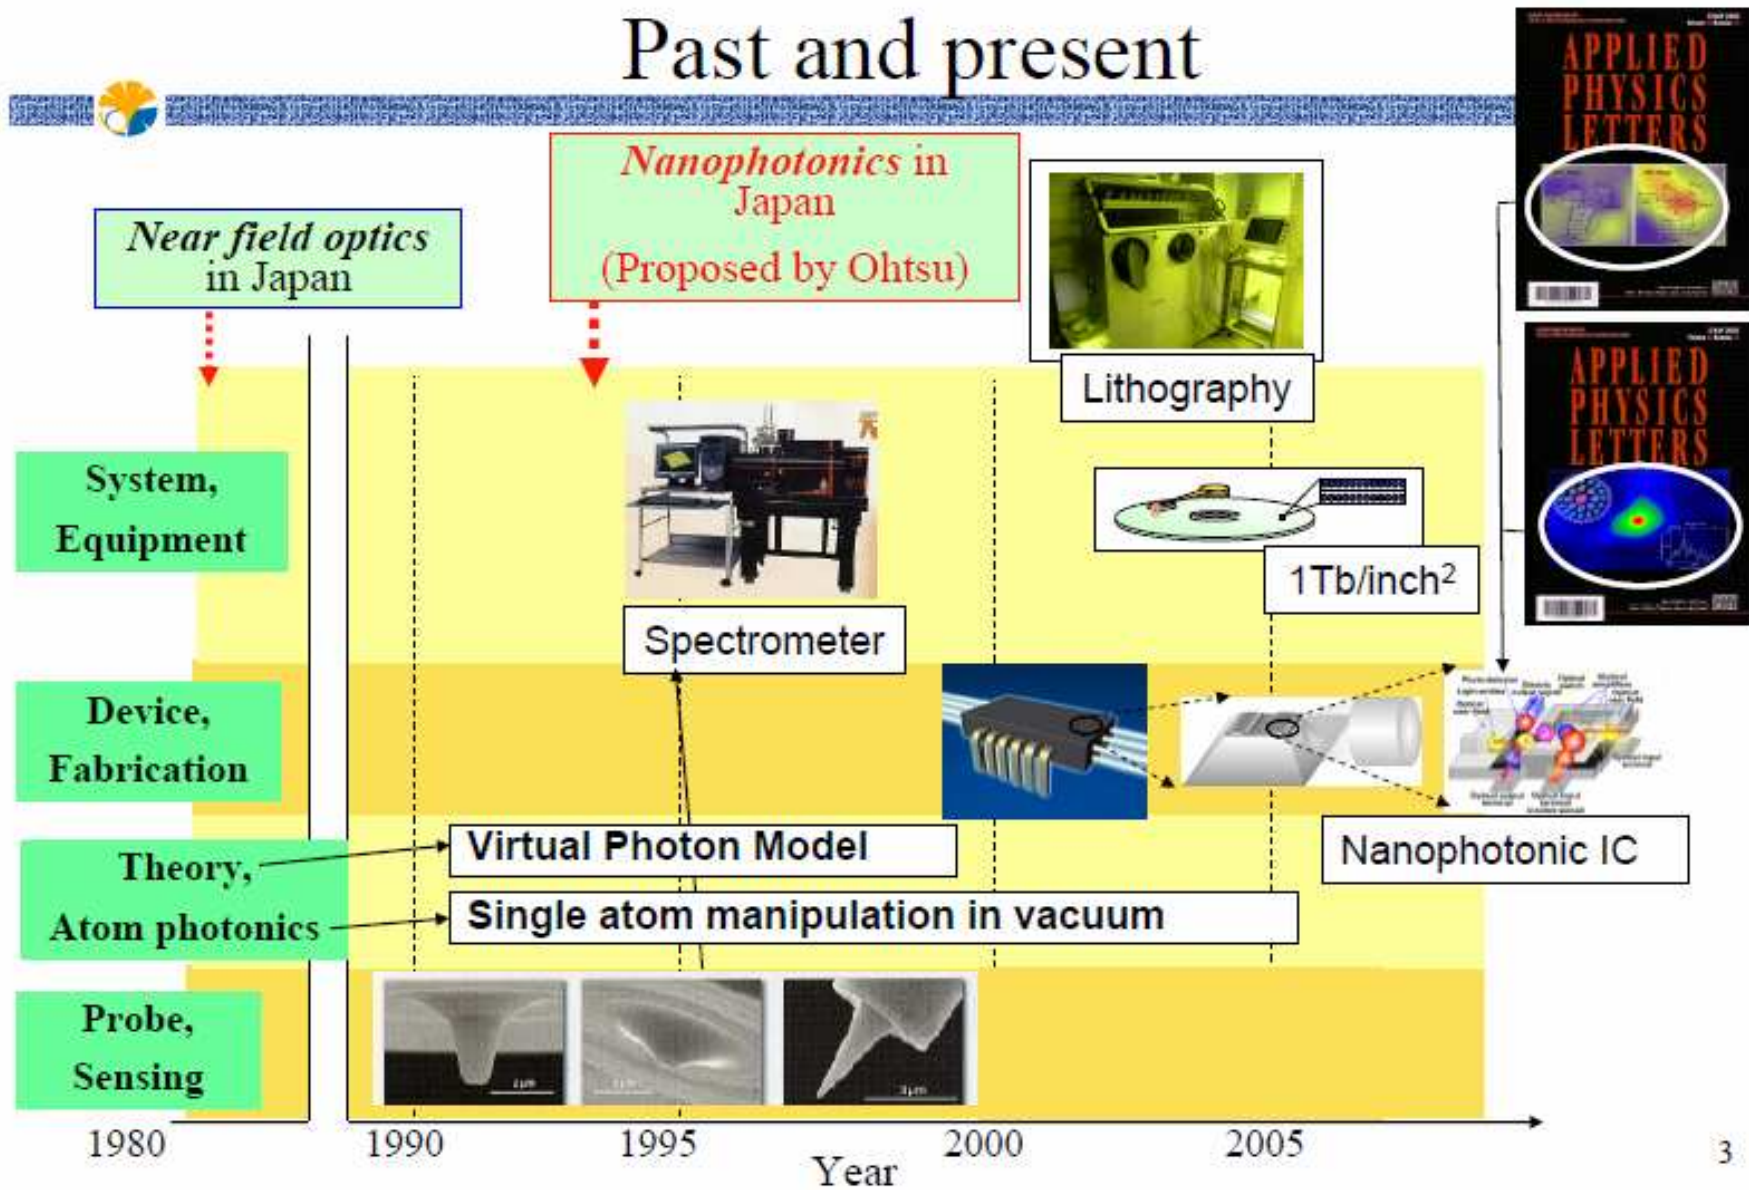 Past and present
APPLIED
PHYSICS
LETTERS
Nanophotonics in
Japan
(Proposed by Ohtsu)
Near field optics
in Japan
Lithography
APPLIED
PHYSICS
LETTERS
System,
Equipment
1Tb/inch²
Spectrometer
Device,
Fabrication
Nanophotonic IC
Theory,
Atom photonics
Virtual Photon Model
Single atom manipulation in vacuum
Probe,
Sensing
1980
1990
1995
2000
2005
Year
3